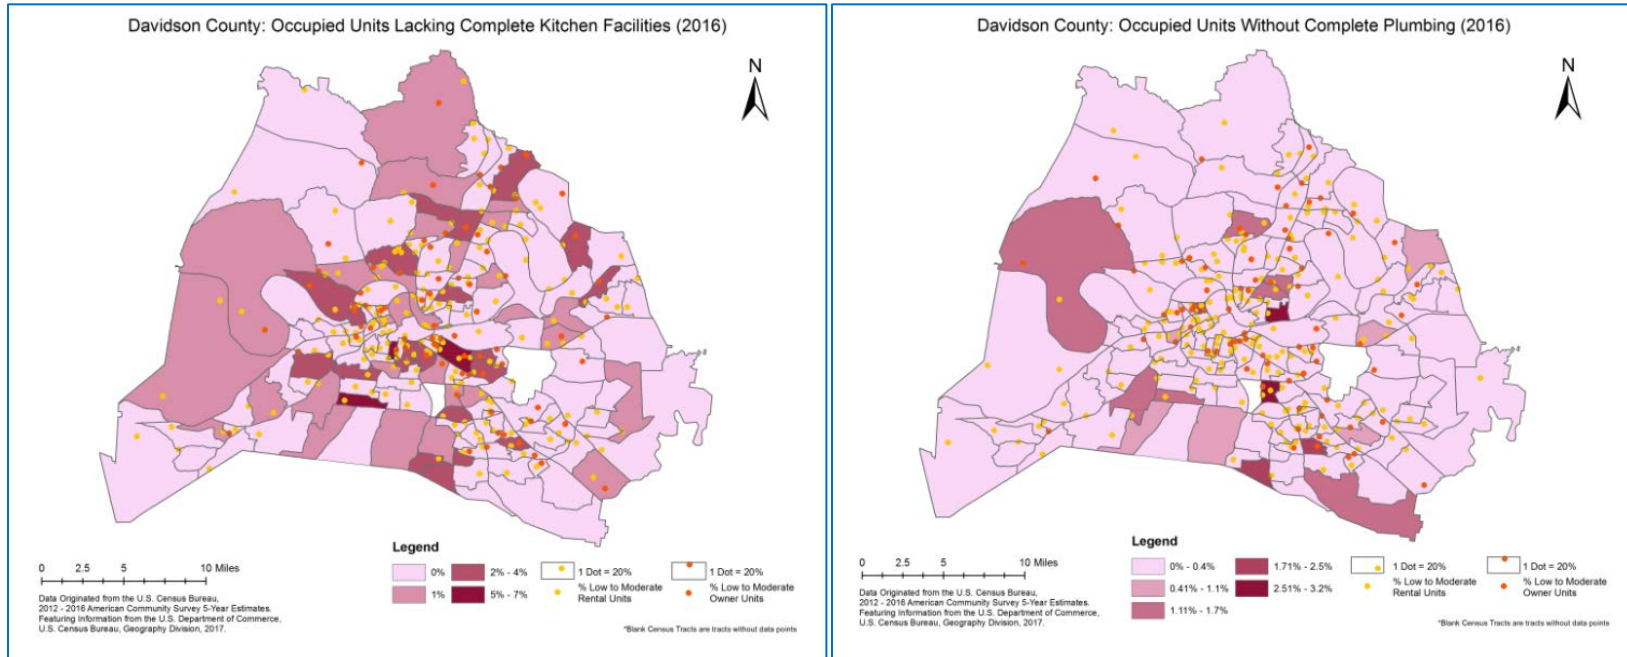 Davidson County: Occupied Units Lacking Complete Kitchen Facilities (2016)
N
Legend
0%
2% - 4%
1 Dot = 20%
1 Dot = 20%
1%
5% - 7%
% Low to Moderate
Rental Units
% Low to Moderate
Owner Units
0 2.5 5 10 Miles
Data Originated from the U.S. Census Bureau,
2012 - 2016 American Community Survey 5-Year Estimates.
Featuring Information from the U.S. Department of Commerce,
U.S. Census Bureau, Geography Division, 2017.
*Blank Census Tracts are tracts without data points
Davidson County: Occupied Units Without Complete Plumbing (2016)
N
Legend
0% - 0.4%
1.71% - 2.5%
1 Dot = 20%
1 Dot = 20%
0.41% - 1.1%
2.51% - 3.2%
% Low to Moderate
Rental Units
% Low to Moderate
Owner Units
1.11% - 1.7%
0 2.5 5 10 Miles
Data Originated from the U.S. Census Bureau,
2012 - 2016 American Community Survey 5-Year Estimates.
Featuring Information from the U.S. Department of Commerce,
U.S. Census Bureau, Geography Division, 2017.
*Blank Census Tracts are tracts without data points